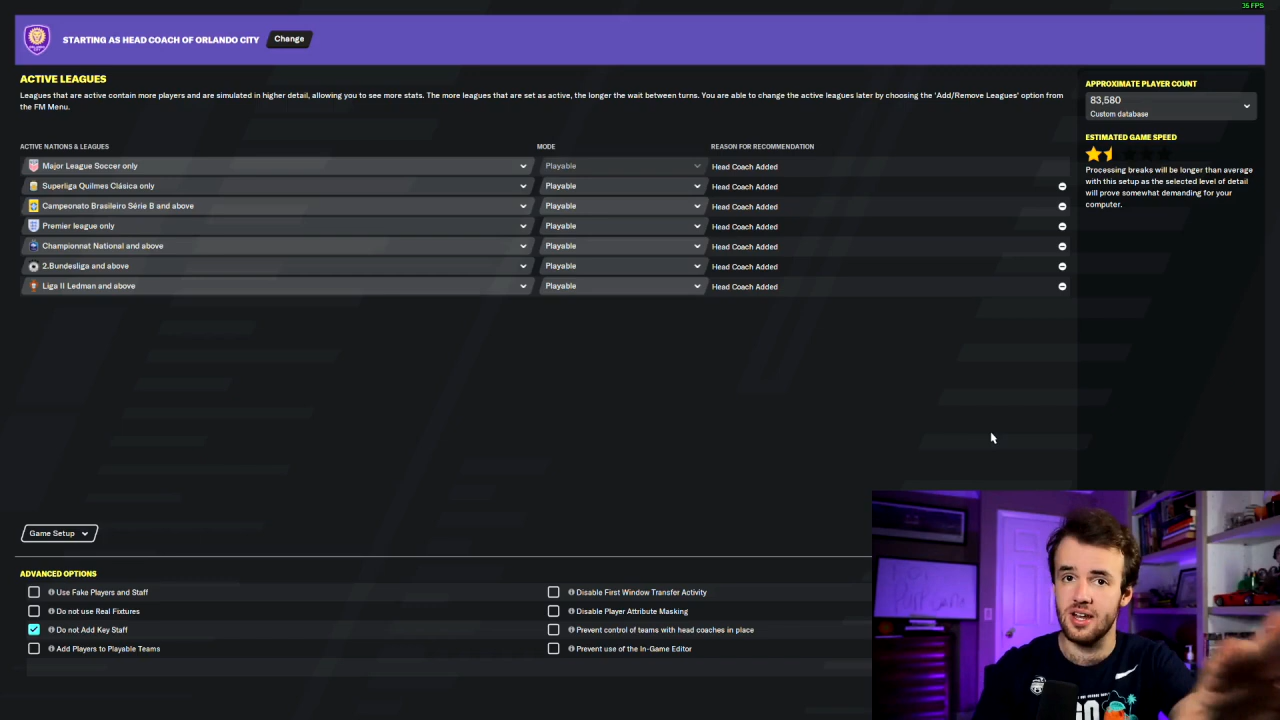 35 FPS
STARTING AS HEAD COACH OF ORLANDO CITY
Change
ACTIVE LEAGUES
Leagues that are active contain more players and are simulated in higher detail, allowing you to see more stats. The more leagues that are set as active, the longer the wait between turns. You are able to change the active leagues later by choosing the 'Add/Remove Leagues' option from
the FM Menu.
APPROXIMATE PLAYER COUNT
83,580
Custom database
ESTIMATED GAME SPEED
Processing breaks will be longer than average
with this setup as the selected level of detail
will prove somewhat demanding for your
computer.
ACTIVE NATIONS & LEAGUES MODE REASON FOR RECOMMENDATION
Major League Soccer only Playable Head Coach Added
Superliga Quilmes Clásica only Playable Head Coach Added
Campeonato Brasileiro Série B and above Playable Head Coach Added
Premier league only Playable Head Coach Added
Championnat National and above Playable Head Coach Added
2.Bundesliga and above Playable Head Coach Added
Liga II Ledman and above Playable Head Coach Added
Game Setup
ADVANCED OPTIONS
Use Fake Players and Staff
Do not use Real Fixtures
Do not Add Key Staff
Add Players to Playable Teams
Disable First Window Transfer Activity
Disable Player Attribute Masking
Prevent control of teams with head coaches in place
Prevent use of the In-Game Editor